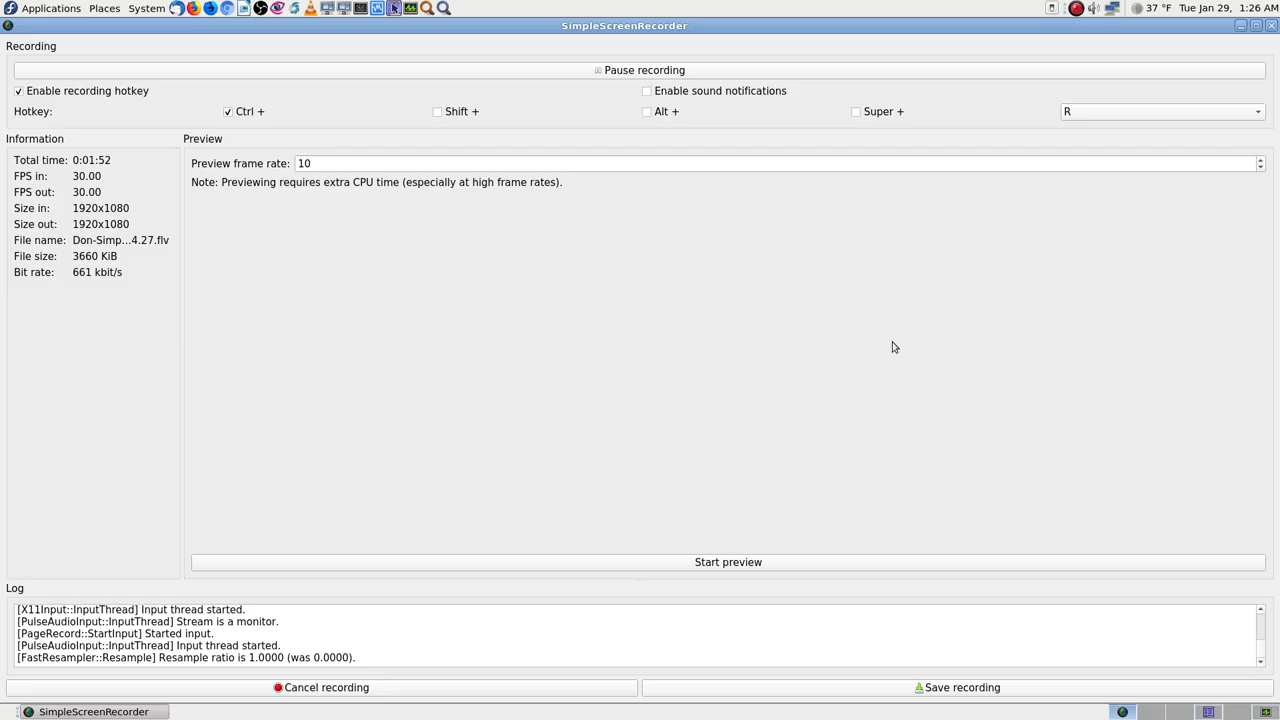 Applications Places System 37 °F Tue Jan 29, 1:26 AM
SimpleScreenRecorder
Recording
Pause recording
Enable recording hotkey Enable sound notifications
Hotkey: Ctrl + Shift + Alt + Super + R
Information Preview
Total time: 0:01:52
Preview frame rate: 10
FPS in: 30.00
Note: Previewing requires extra CPU time (especially at high frame rates).
FPS out: 30.00
Size in: 1920x1080
Size out: 1920x1080
File name: Don-Simp...4.27.flv
File size: 3660 KiB
Bit rate: 661 kbit/s
Start preview
Log
[X11Input::InputThread] Input thread started.
[PulseAudioInput::InputThread] Stream is a monitor.
[PageRecord::StartInput] Started input.
[PulseAudioInput::InputThread] Input thread started.
[FastResampler::Resample] Resample ratio is 1.0000 (was 0.0000).
Cancel recording Save recording
SimpleScreenRecorder